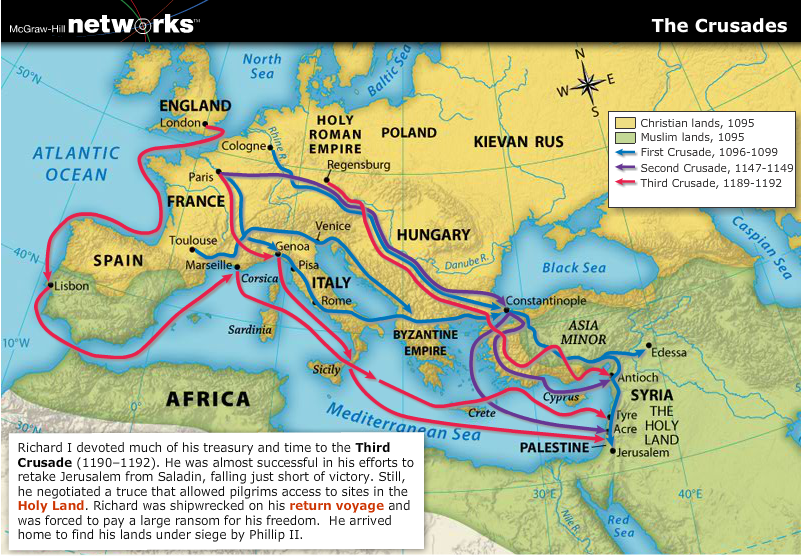 McGraw-Hill networks™
The Crusades
North
Sea
Baltic Sea
N
W
E
S
50°N
ENGLAND
London
HOLY
ROMAN
EMPIRE
POLAND
KIEVAN RUS
Christian lands, 1095
Muslim lands, 1095
First Crusade, 1096-1099
Second Crusade, 1147-1149
Third Crusade, 1189-1192
50°N
ATLANTIC
OCEAN
Cologne
Rhine R.
Regensburg
Paris
FRANCE
Toulouse
Marseille
Venice
Genoa
Pisa
HUNGARY
Danube R.
Caspian Sea
40°N
SPAIN
Lisbon
Corsica
ITALY
Rome
Black Sea
Constantinople
40°N
10°W
Sardinia
BYZANTINE
EMPIRE
ASIA
MINOR
Edessa
Sicily
Antioch
AFRICA
Crete
Cyprus
SYRIA
THE
HOLY
LAND
Tyre
Acre
30°N
0°
Mediterranean Sea
PALESTINE
Jerusalem
30°E
40°E
Nile R.
Red
Sea
Richard I devoted much of his treasury and time to the Third
Crusade (1190–1192). He was almost successful in his efforts to
retake Jerusalem from Saladin, falling just short of victory. Still,
he negotiated a truce that allowed pilgrims access to sites in the
Holy Land. Richard was shipwrecked on his return voyage and
was forced to pay a large ransom for his freedom. He arrived
home to find his lands under siege by Phillip II.